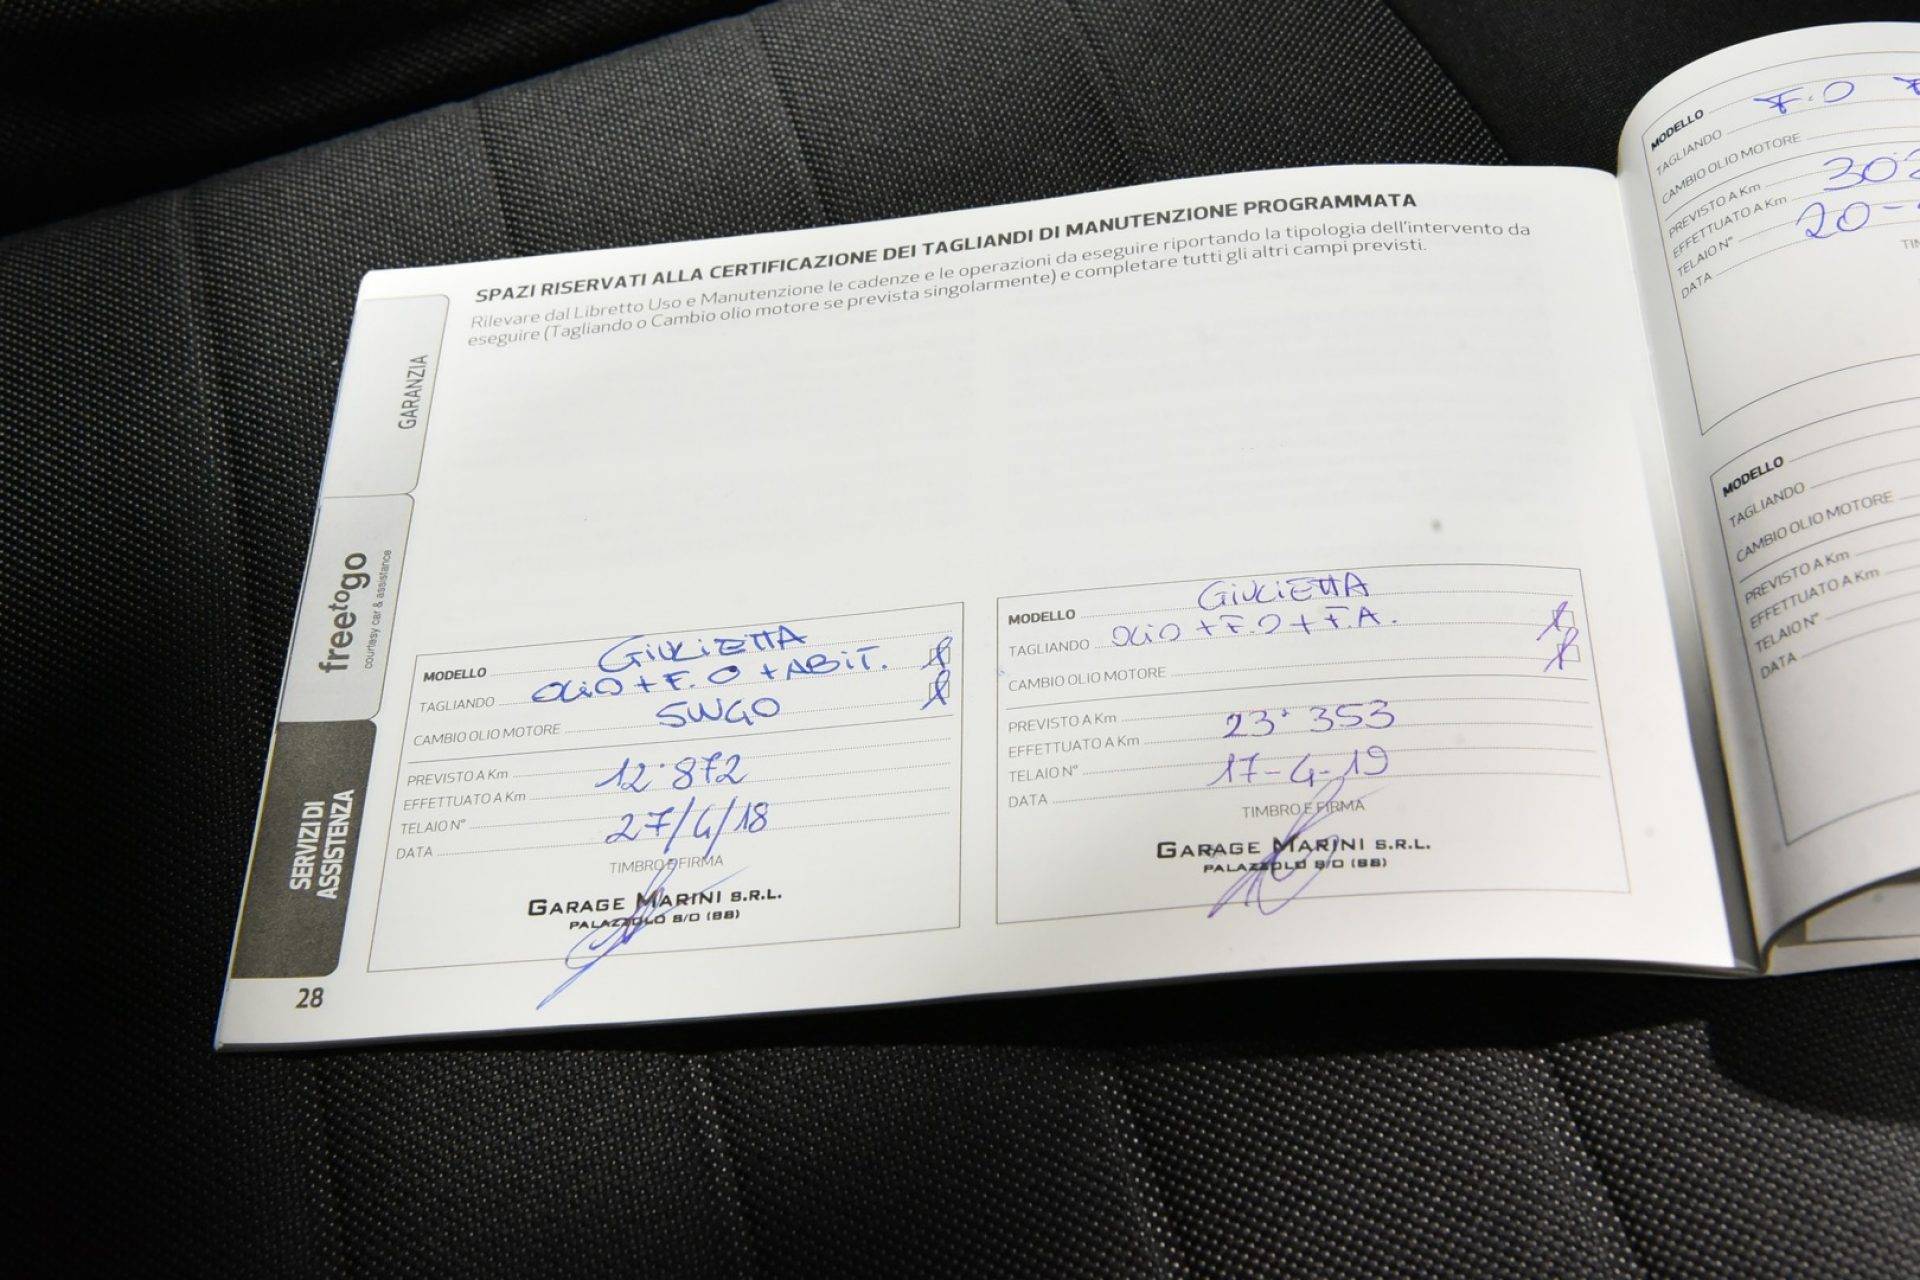 SPAZI RISERVATI ALLA CERTIFICAZIONE DEI TAGLIANDI DI MANUTENZIONE PROGRAMMATA
Rilevare dal Libretto Uso e Manutenzione le cadenze e le operazioni da eseguire riportando la tipologia dell'intervento da
eseguire (Tagliando o Cambio olio motore se prevista singolarmente) e completare tutti gli altri campi previsti.
GARANZIA
freetogo
courtasy car & assistance
SERVIZI DI
ASSISTENZA
MODELLO GIULIETTA
TAGLIANDO OLIO + F.O + ABIT.
CAMBIO OLIO MOTORE
PREVISTO A Km
EFFETTUATO A Km 12.872
TELAIO N°
DATA 27/4/18
TIMBRO E FIRMA
GARAGE MARINI S.R.L.
PALAZZOLO S/O (BS)
28
MODELLO GIULIETTA
TAGLIANDO OLIO + F.O + F.A.
CAMBIO OLIO MOTORE
PREVISTO A Km
EFFETTUATO A Km 23.353
TELAIO N°
DATA 17-4-19
TIMBRO E FIRMA
GARAGE MARINI S.R.L.
PALAZZOLO S/O (BS)
MODELLO
TAGLIANDO F.O
CAMBIO OLIO MOTORE
PREVISTO A Km
EFFETTUATO A Km 302
TELAIO N° 20-
DATA
MODELLO
TAGLIANDO
CAMBIO OLIO MOTORE
PREVISTO A Km
EFFETTUATO A Km
TELAIO N°
DATA